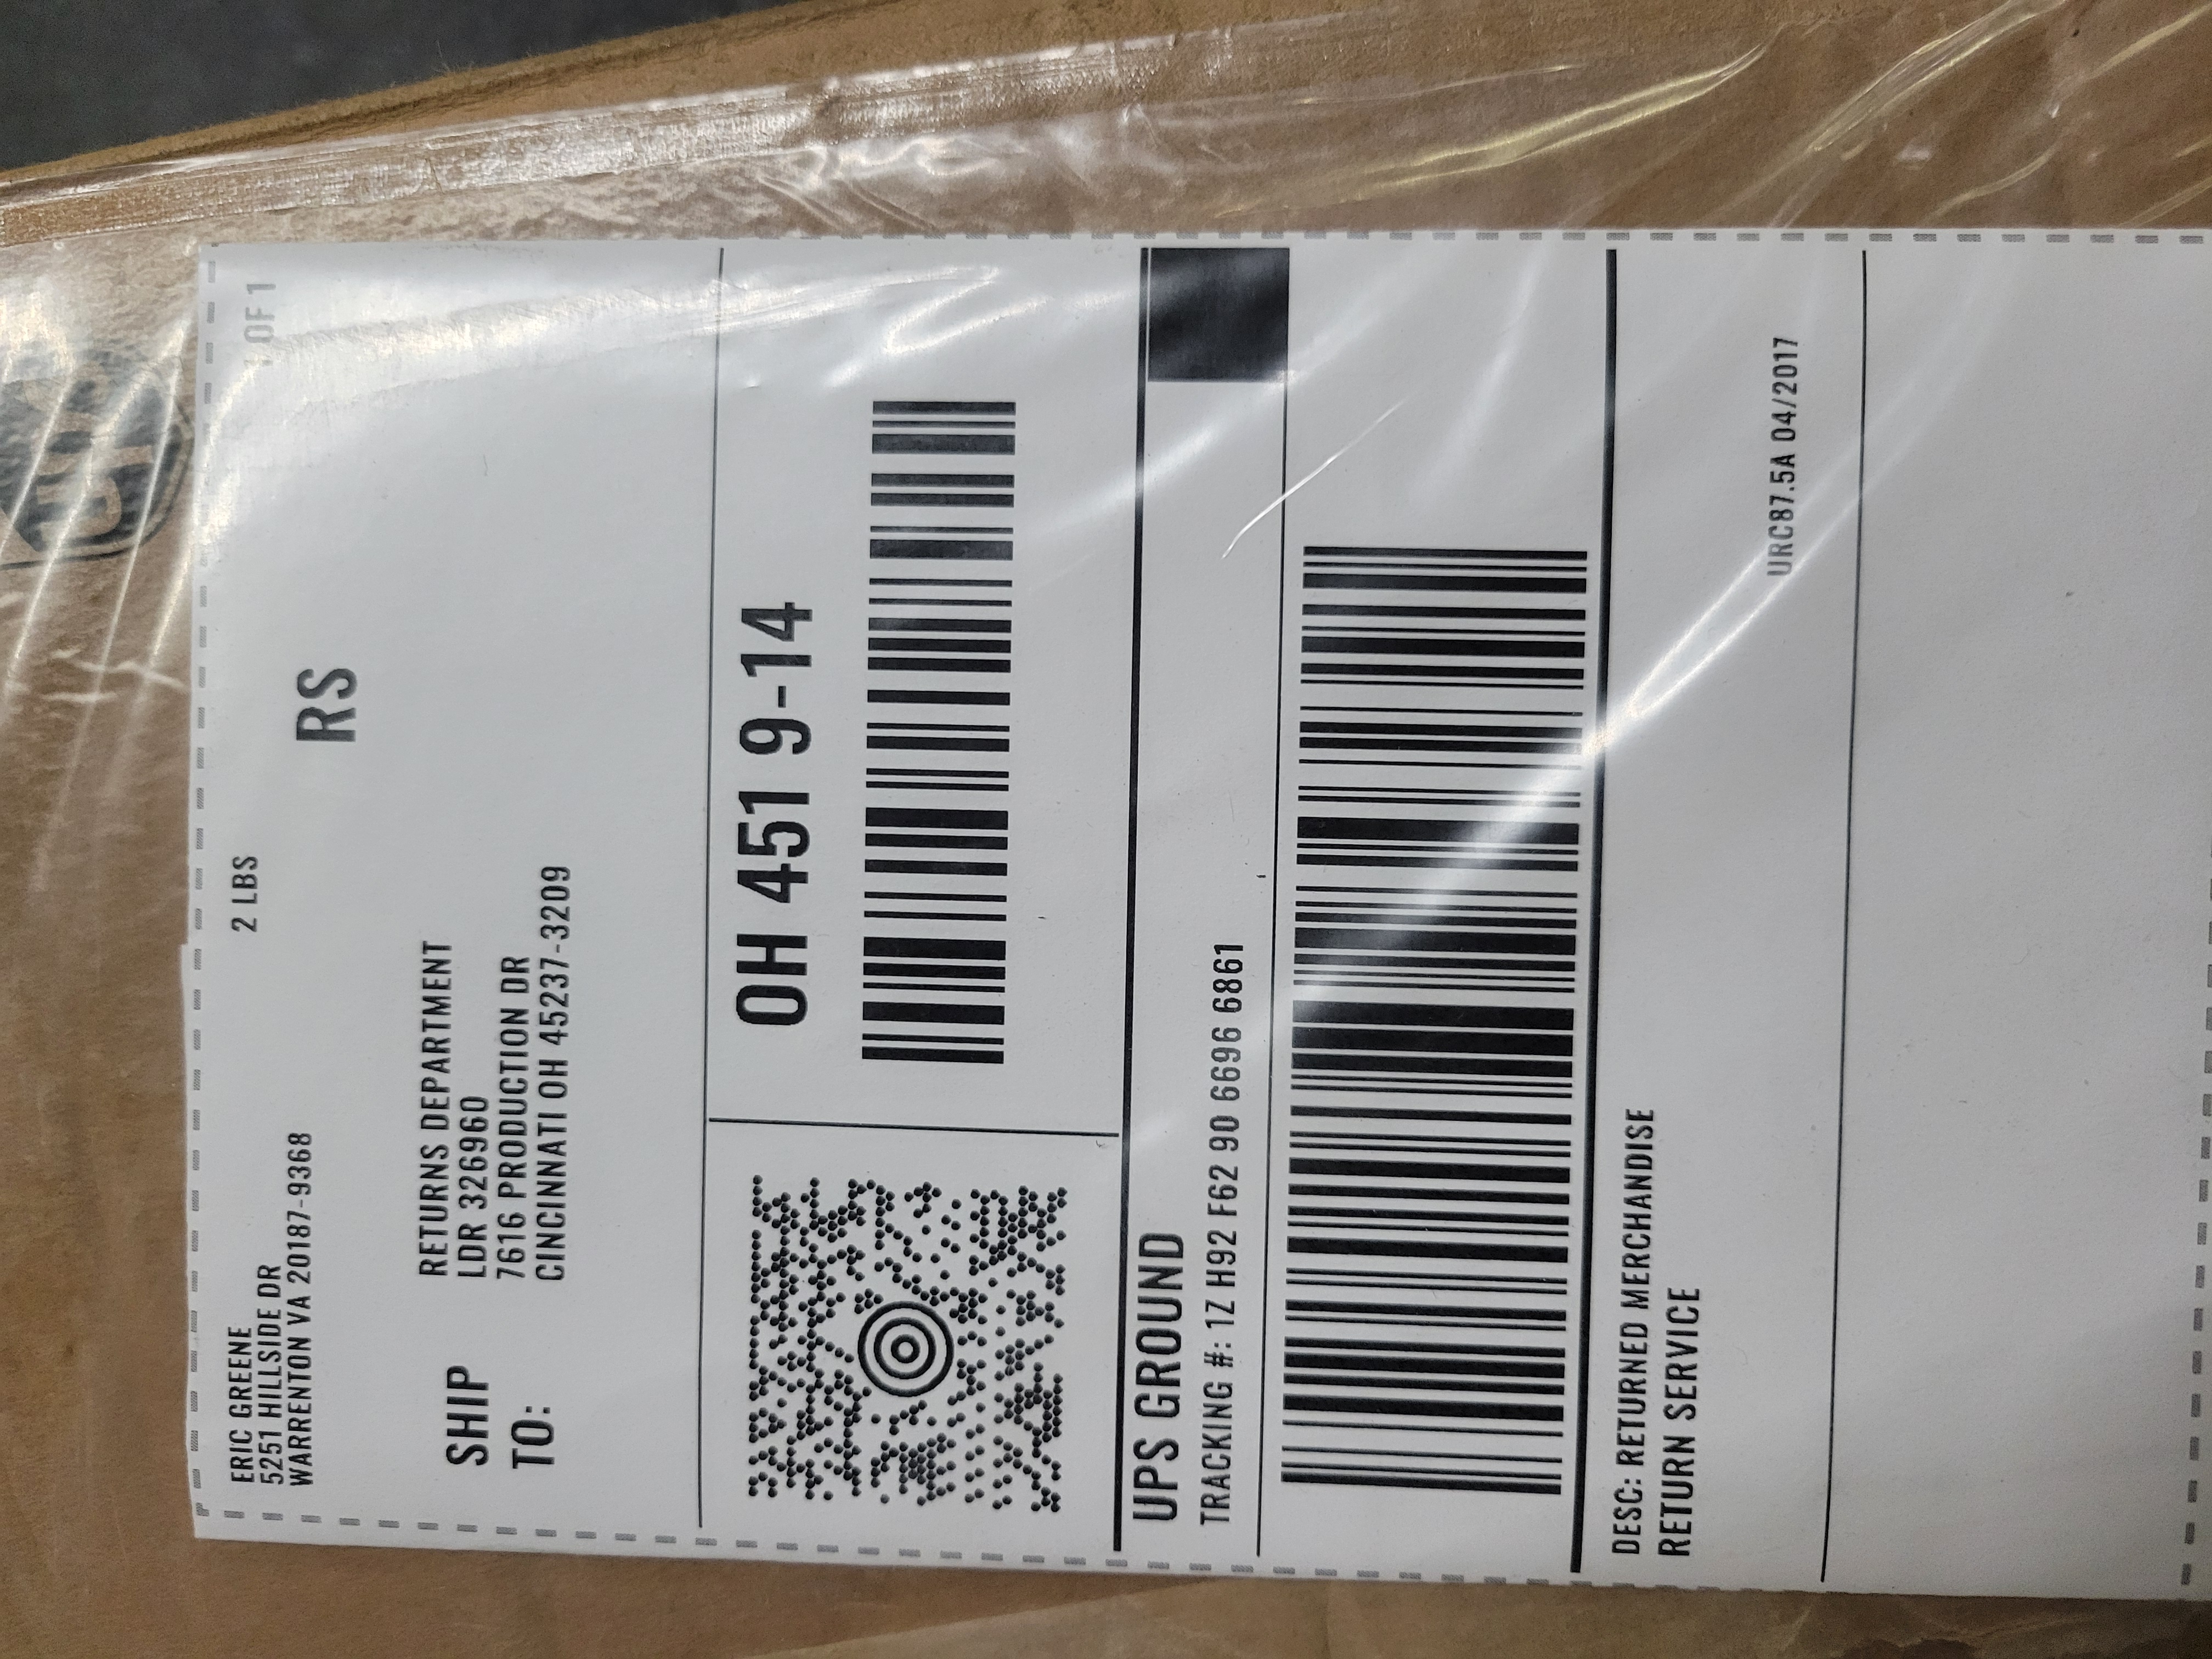 ERIC GREENE
5251 HILLSIDE DR
WARRENTON VA 20187-9368
2 LBS
1 OF 1
RS
SHIP
TO:
RETURNS DEPARTMENT
LDR 326960
7616 PRODUCTION DR
CINCINNATI OH 45237-3209
OH 451 9-14
UPS GROUND
TRACKING #: 1Z H92 F62 90 6696 6861
DESC: RETURNED MERCHANDISE
RETURN SERVICE
URC87.5A 04/2017
ups